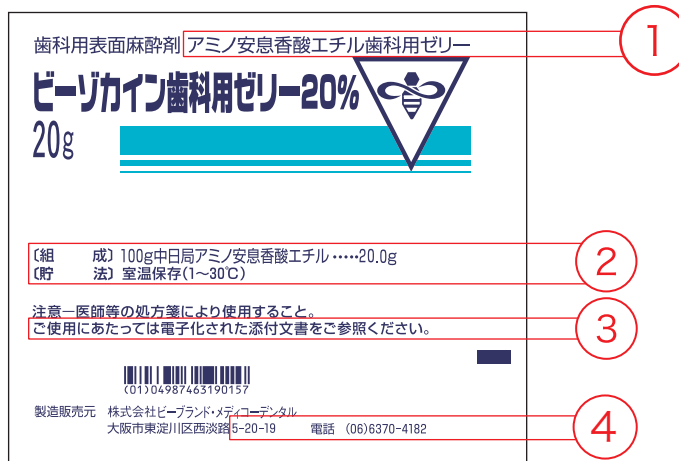 歯科用表面麻酔剤 アミノ安息香酸エチル歯科用ゼリー
①
ビーゾカイン歯科用ゼリー20%
20g
〔組　　成〕100g中日局アミノ安息香酸エチル ‥‥‥20.0g
②
〔貯　　法〕室温保存(1~30℃)
注意－医師等の処方箋により使用すること。
ご使用にあたっては電子化された添付文書をご参照ください。
③
(01)04987463190157
製造販売元　株式会社ビーブランド・メディコーデンタル
大阪市東淀川区西淡路5-20-19　電話　(06)6370-4182
④